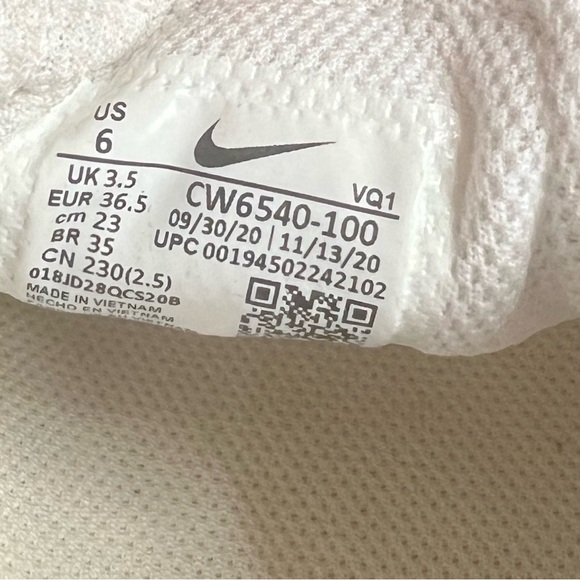 US
6
UK 3.5
EUR 36.5
cm 23
BR 35
CN 230(2.5)
018JD28QCS20B
MADE IN VIETNAM
HECHO EN VIETNAM
VQ1
CW6540-100
09/30/20 | 11/13/20
UPC 00194502242102